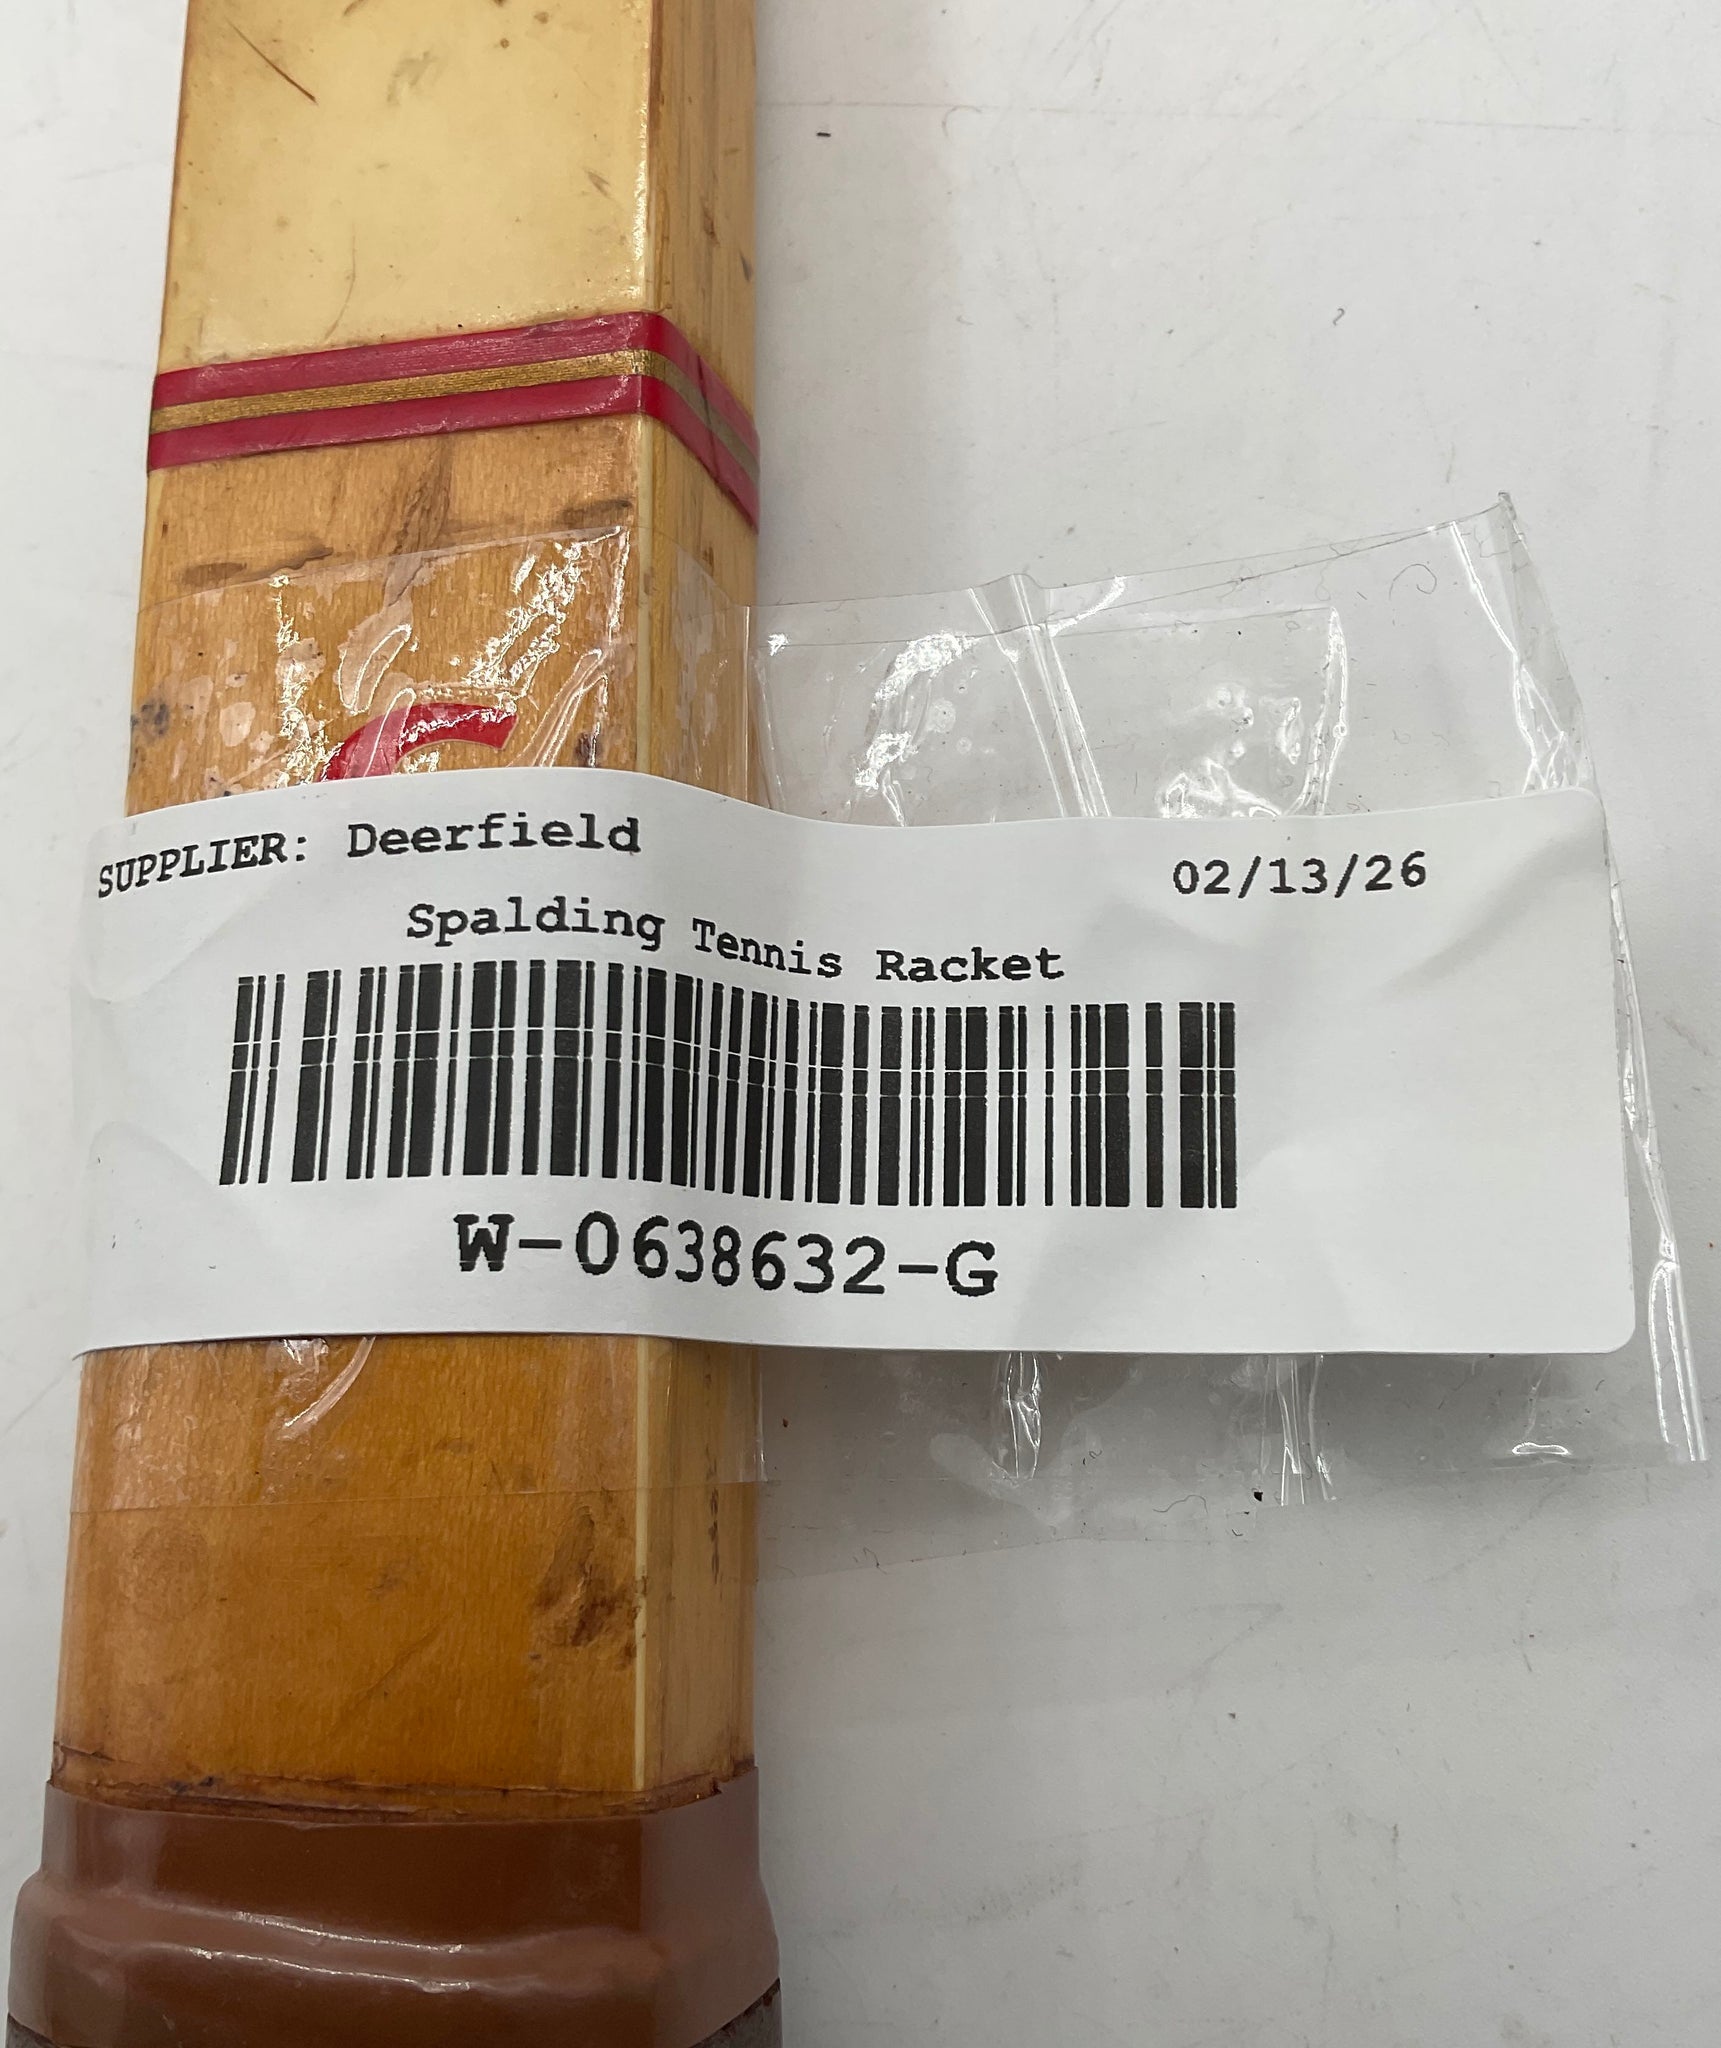 SUPPLIER: Deerfield 02/13/26
Spalding Tennis Racket
W-0638632-G